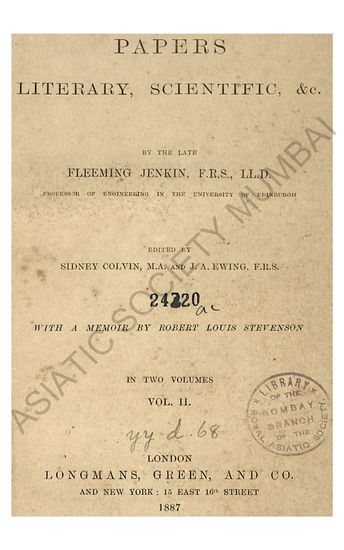 PAPERS
LITERARY, SCIENTIFIC, &c.
BY THE LATE
FLEEMING JENKIN, F.R.S., LL.D.
PROFESSOR OF ENGINEERING IN THE UNIVERSITY OF EDINBURGH
EDITED BY
SIDNEY COLVIN, M.A. AND J. A. EWING, F.R.S.
24220
ac
WITH A MEMOIR BY ROBERT LOUIS STEVENSON
IN TWO VOLUMES
VOL. II.
yy d. 68
LIBRARY
OF THE
BOMBAY
BRANCH
OF THE
ROYAL ASIATIC SOCIETY
LONDON
LONGMANS, GREEN, AND CO.
AND NEW YORK : 15 EAST 16th STREET
1887
ASIATIC SOCIETY MUMBAI